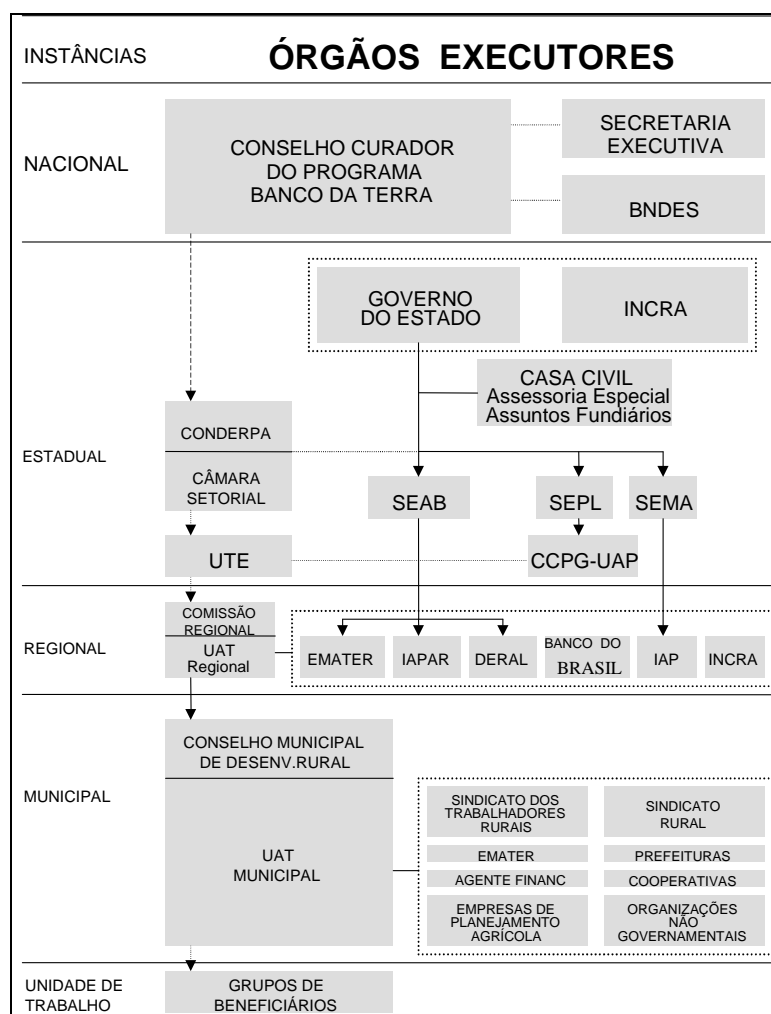 INSTÂNCIAS
ÓRGÃOS EXECUTORES
NACIONAL
CONSELHO CURADOR
DO PROGRAMA
BANCO DA TERRA
SECRETARIA
EXECUTIVA
BNDES
ESTADUAL
GOVERNO
DO ESTADO
INCRA
CASA CIVIL
Assessoria Especial
Assuntos Fundiários
CONDERPA
CÂMARA
SETORIAL
SEAB
SEPL
SEMA
UTE
CCPG-UAP
REGIONAL
COMISSÃO
REGIONAL
UAT
Regional
EMATER
IAPAR
DERAL
BANCO DO
BRASIL
IAP
INCRA
MUNICIPAL
CONSELHO MUNICIPAL
DE DESENV.RURAL
UAT
MUNICIPAL
SINDICATO DOS
TRABALHADORES
RURAIS
SINDICATO
RURAL
EMATER
PREFEITURAS
AGENTE FINANC
COOPERATIVAS
EMPRESAS DE
PLANEJAMENTO
AGRÍCOLA
ORGANIZAÇÕES
NÃO
GOVERNAMENTAIS
UNIDADE DE
TRABALHO
GRUPOS DE
BENEFICIÁRIOS